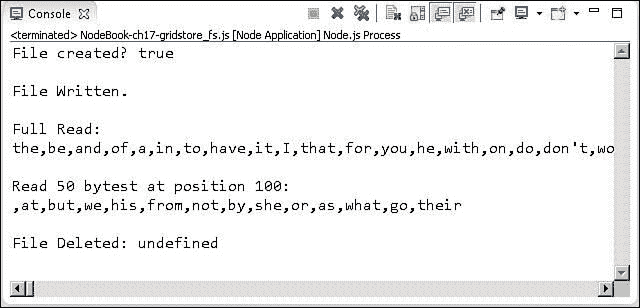 Console
<terminated> NodeBook-ch17-gridstore_fs.js [Node Application] Node.js Process
File created? true
File Written.
Full Read:
the,be,and,of,a,in,to,have,it,I,that,for,you,he,with,on,do,don't,wo
Read 50 bytest at position 100:
,at,but,we,his,from,not,by,she,or,as,what,go,their
File Deleted: undefined